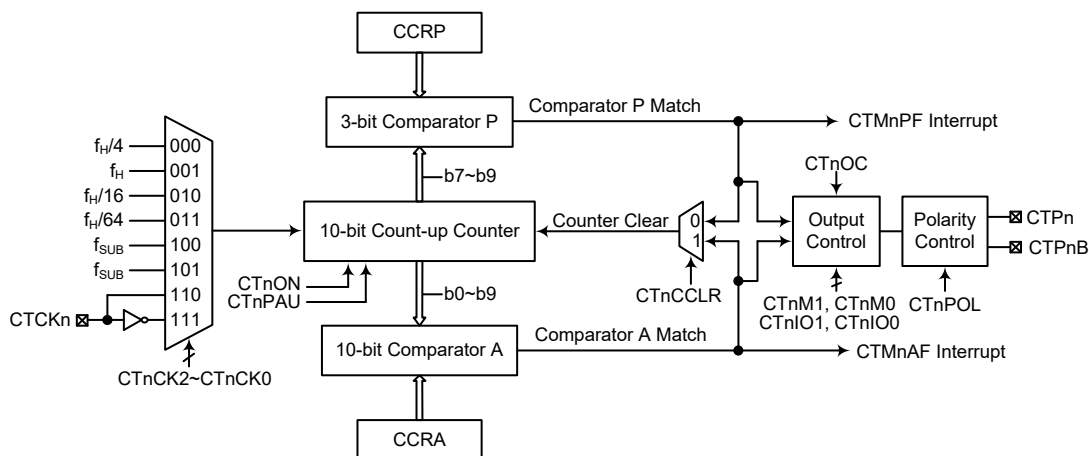 CCRP
3-bit Comparator P
Comparator P Match
CTMnPF Interrupt
fH/4
000
fH
001
fH/16
010
fH/64
011
fSUB
100
fSUB
101
110
111
CTCKn
CTnCK2~CTnCK0
b7~b9
10-bit Count-up Counter
CTnON
CTnPAU
b0~b9
Counter Clear
0
1
CTnCCLR
CTnOC
Output
Control
CTnM1, CTnM0
CTnIO1, CTnIO0
Polarity
Control
CTnPOL
CTPn
CTPnB
10-bit Comparator A
Comparator A Match
CTMnAF Interrupt
CCRA